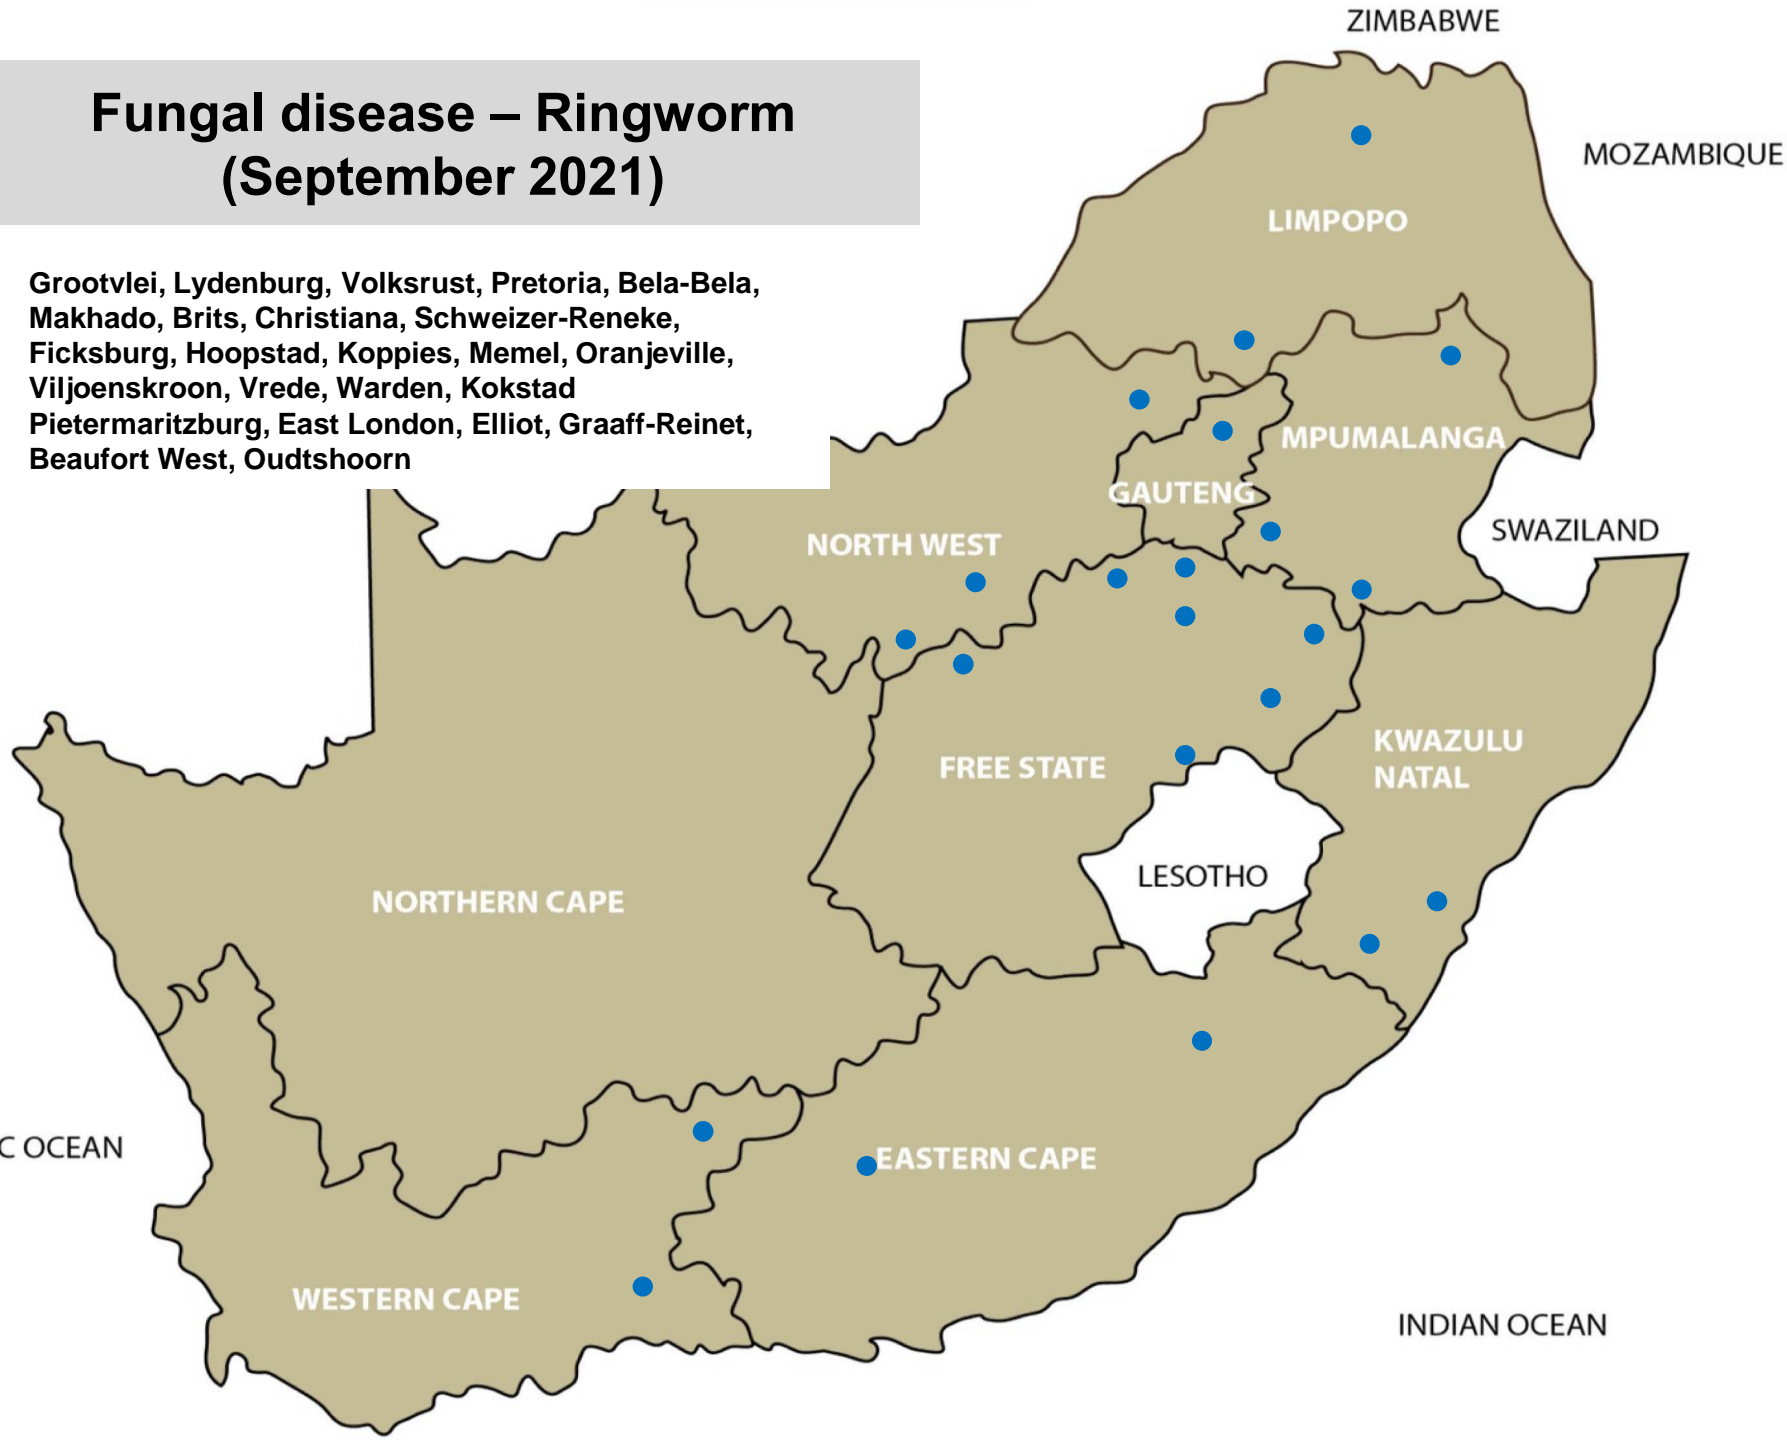 ZIMBABWE
Fungal disease – Ringworm
(September 2021)
MOZAMBIQUE
LIMPOPO
Grootvlei, Lydenburg, Volksrust, Pretoria, Bela-Bela,
Makhado, Brits, Christiana, Schweizer-Reneke,
Ficksburg, Hoopstad, Koppies, Memel, Oranjeville,
Viljoenskroon, Vrede, Warden, Kokstad
Pietermaritzburg, East London, Elliot, Graaff-Reinet,
Beaufort West, Oudtshoorn
MPUMALANGA
GAUTENG
SWAZILAND
NORTH WEST
KWAZULU
NATAL
FREE STATE
LESOTHO
NORTHERN CAPE
C OCEAN
EASTERN CAPE
WESTERN CAPE
INDIAN OCEAN